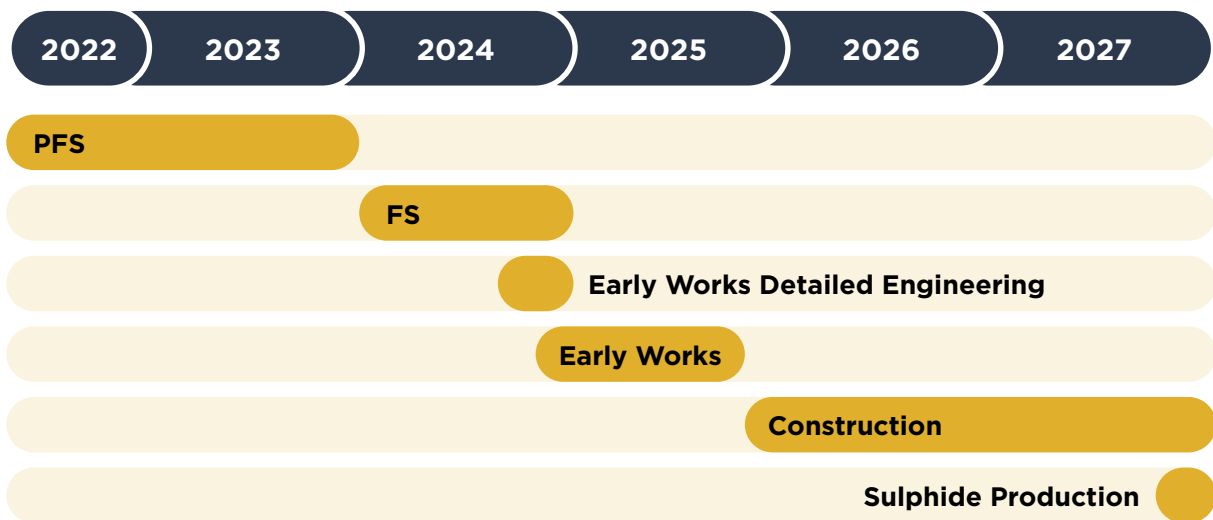 2022 2023 2024 2025 2026 2027
PFS
FS
Early Works Detailed Engineering
Early Works
Construction
Sulphide Production